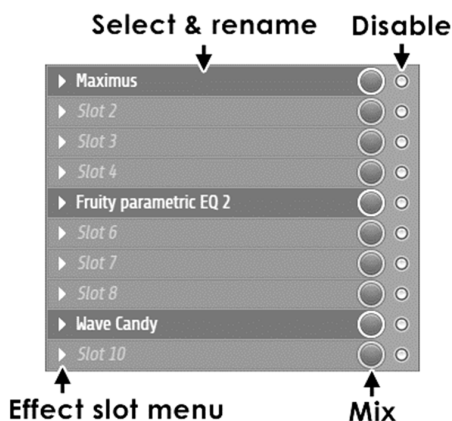 Select & rename Disable
Maximus
Slot 2
Slot 3
Slot 4
Fruity parametric EQ 2
Slot 6
Slot 7
Slot 8
Wave Candy
Slot 10
Effect slot menu Mix